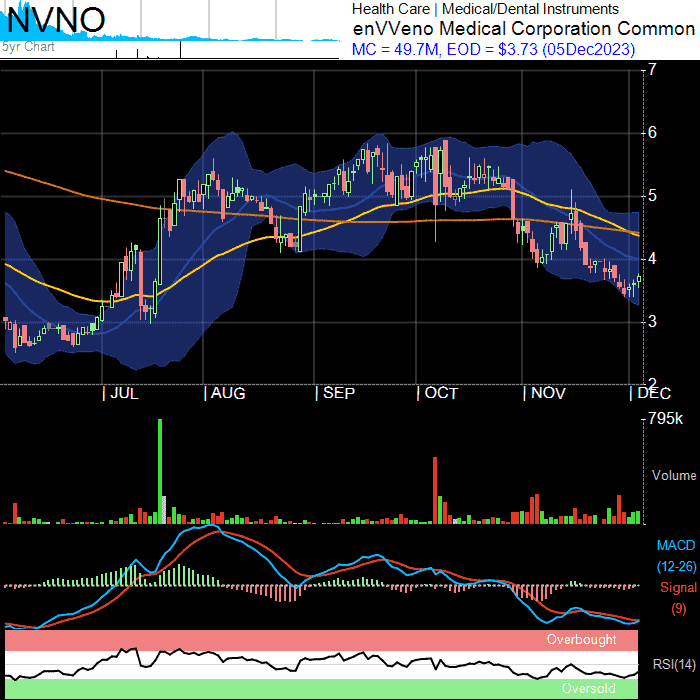 NVNO
5yr Chart
Health Care | Medical/Dental Instruments
enVVeno Medical Corporation Common
MC = 49.7M, EOD = $3.73 (05Dec2023)
7
6
5
4
3
2
JUL AUG SEP OCT NOV DEC
795k
Volume
MACD
(12-26)
Signal
(9)
Overbought
RSI(14)
Oversold